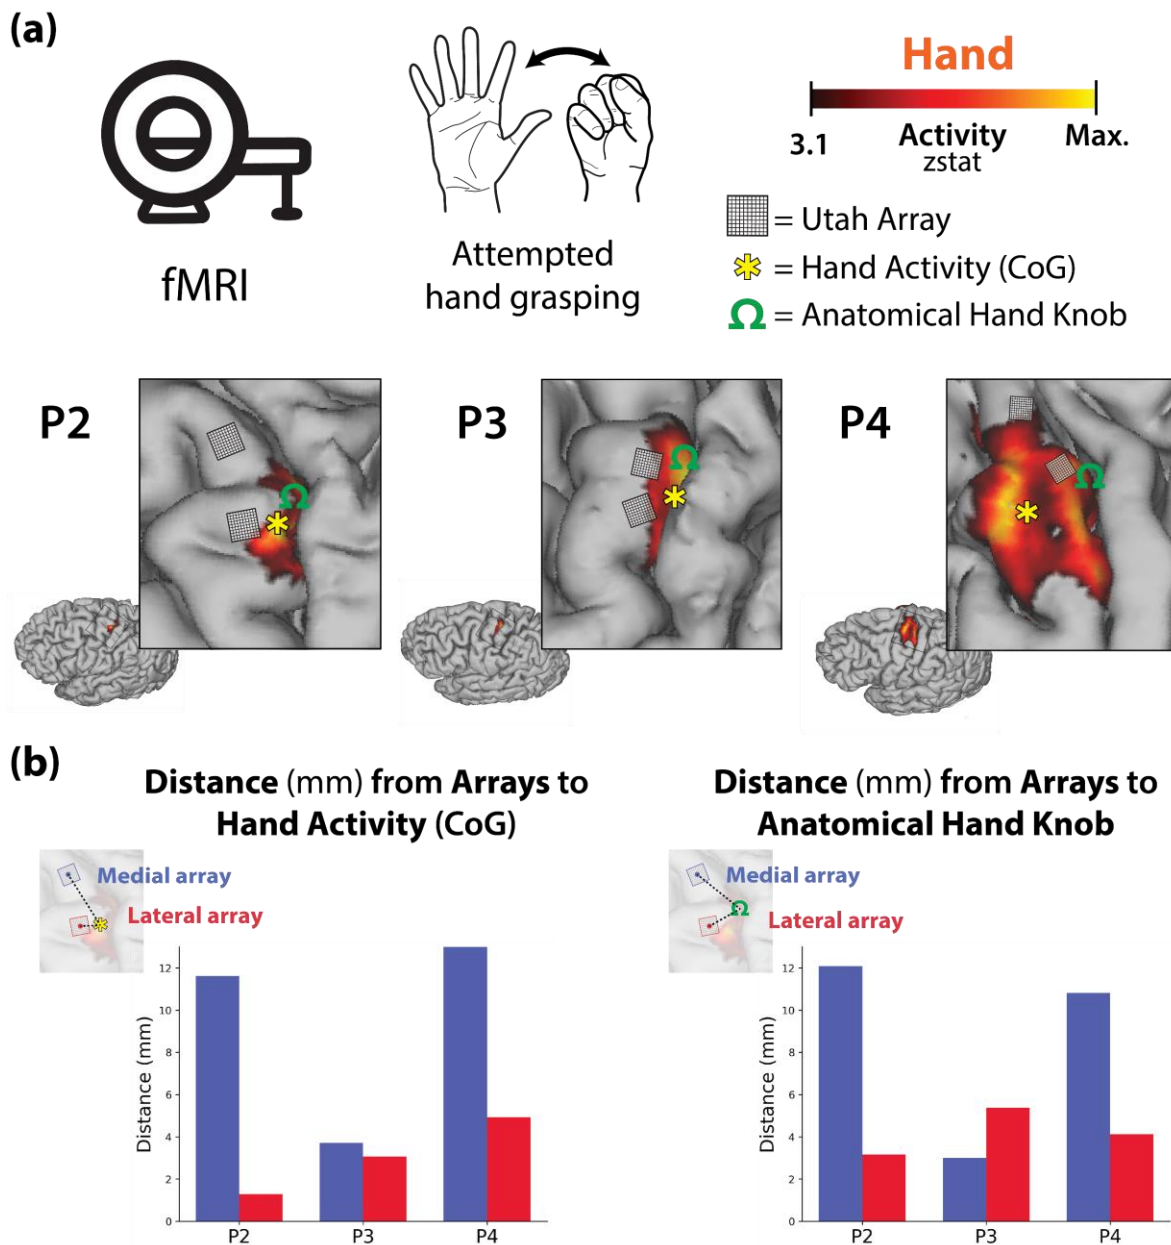 (a)
fMRI
Attempted
hand grasping
Hand
3.1
Activity
zstat
Max.
= Utah Array
= Hand Activity (CoG)
Ω = Anatomical Hand Knob
P2
Ω
P3
Ω
P4
Ω
(b)
Distance (mm) from Arrays to
Hand Activity (CoG)
Medial array
Lateral array
Distance (mm)
12
10
8
6
4
2
0
P2
P3
P4
Distance (mm) from Arrays to
Anatomical Hand Knob
Medial array
Ω
Lateral array
Distance (mm)
12
10
8
6
4
2
0
P2
P3
P4